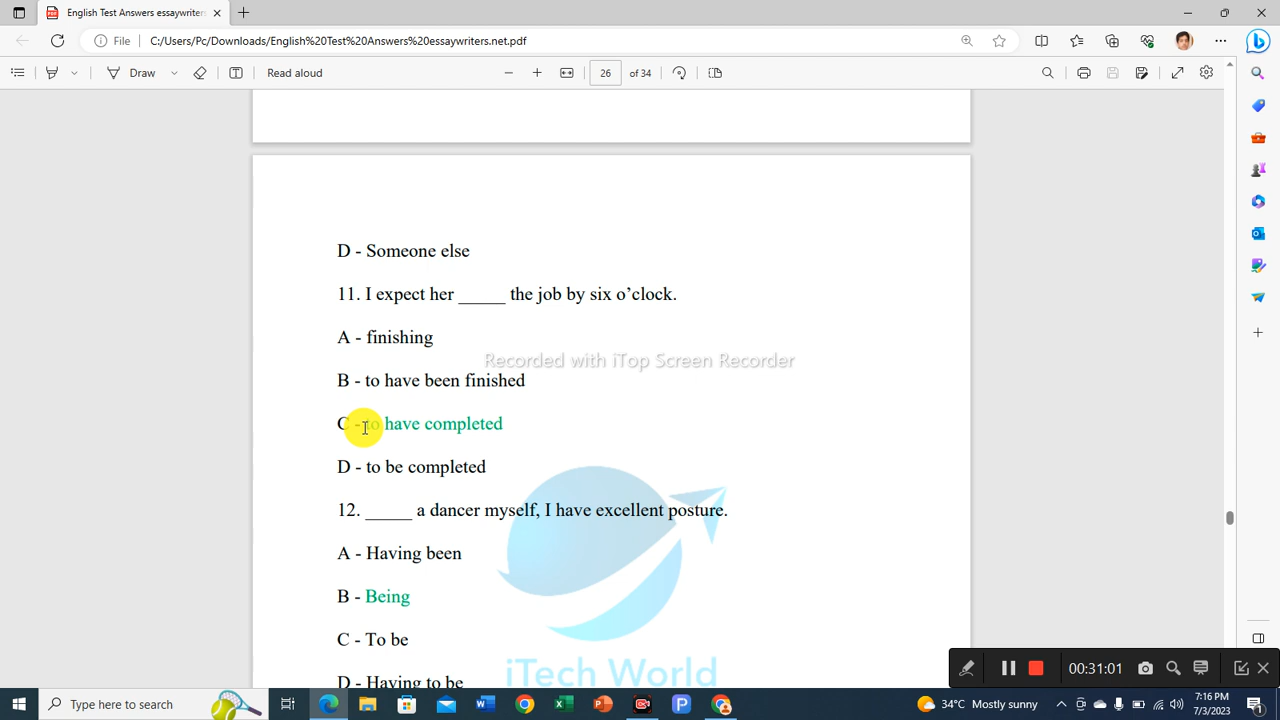 English Test Answers essaywriters
File
C:/Users/Pc/Downloads/English%20Test%20Answers%20essaywriters.net.pdf
Draw
Read aloud
26
of 34
D - Someone else
11. I expect her _____ the job by six o’clock.
A - finishing
Recorded with iTop Screen Recorder
B - to have been finished
C - to have completed
D - to be completed
12. _____ a dancer myself, I have excellent posture.
A - Having been
B - Being
C - To be
iTech World
D - Having to be
00:31:01
Type here to search
34°C Mostly sunny
7:16 PM
7/3/2023